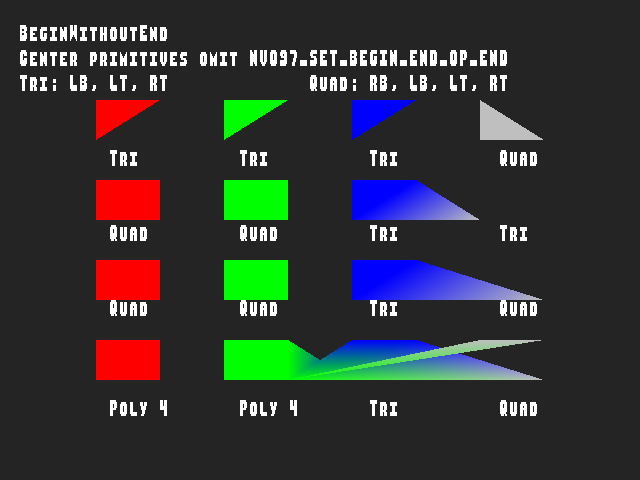 BeginWithoutEnd
Center primitives omit NV097_SET_BEGIN_END_OP_END
Tri: LB, LT, RT Quad: RB, LB, LT, RT
Tri Tri Tri Quad
Quad Quad Tri Tri
Quad Quad Tri Quad
Poly 4 Poly 4 Tri Quad